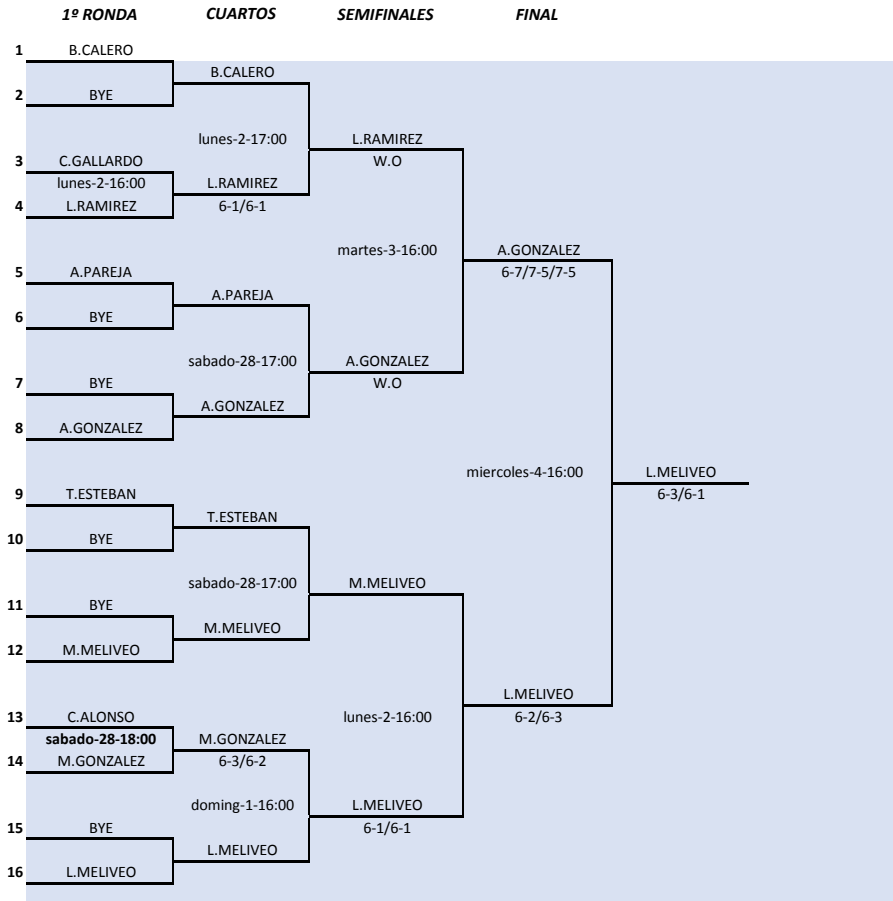 1º RONDA CUARTOS SEMIFINALES FINAL
1 B.CALERO
B.CALERO
2 BYE
lunes-2-17:00 L.RAMIREZ
3 C.GALLARDO W.O
lunes-2-16:00 L.RAMIREZ
4 L.RAMIREZ 6-1/6-1
martes-3-16:00 A.GONZALEZ
5 A.PAREJA 6-7/7-5/7-5
A.PAREJA
6 BYE
sabado-28-17:00 A.GONZALEZ
7 BYE W.O
A.GONZALEZ
8 A.GONZALEZ
miercoles-4-16:00 L.MELIVEO
9 T.ESTEBAN 6-3/6-1
T.ESTEBAN
10 BYE
sabado-28-17:00 M.MELIVEO
11 BYE
M.MELIVEO
12 M.MELIVEO
L.MELIVEO
13 C.ALONSO lunes-2-16:00 6-2/6-3
sabado-28-18:00 M.GONZALEZ
14 M.GONZALEZ 6-3/6-2
doming-1-16:00 L.MELIVEO
15 BYE 6-1/6-1
L.MELIVEO
16 L.MELIVEO